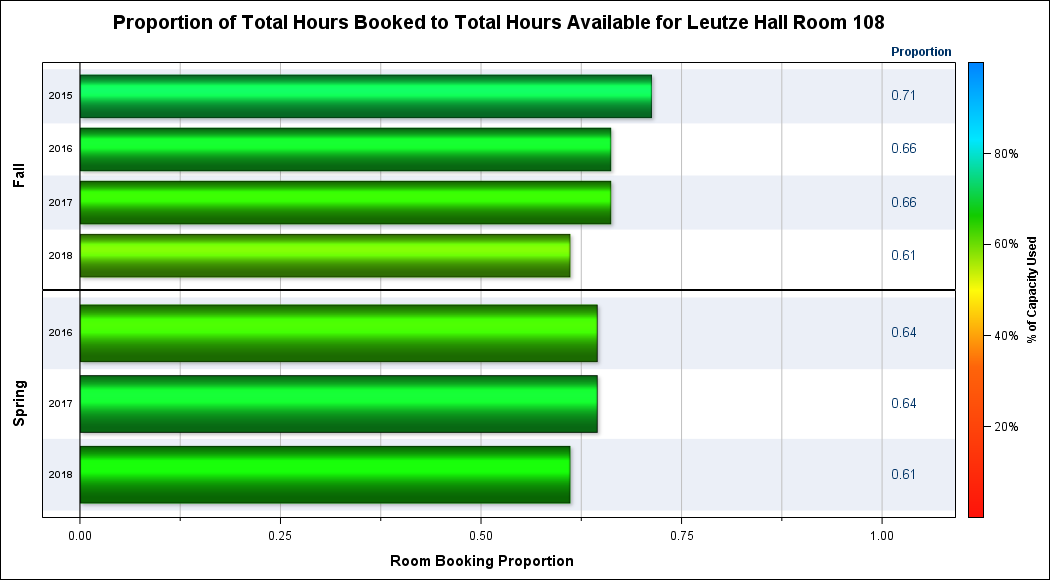 Proportion of Total Hours Booked to Total Hours Available for Leutze Hall Room 108
Proportion
Fall
2015 0.71
2016 0.66
2017 0.66
2018 0.61
Spring
2016 0.64
2017 0.64
2018 0.61
0.00 0.25 0.50 0.75 1.00
Room Booking Proportion
80%
60%
40%
20%
% of Capacity Used